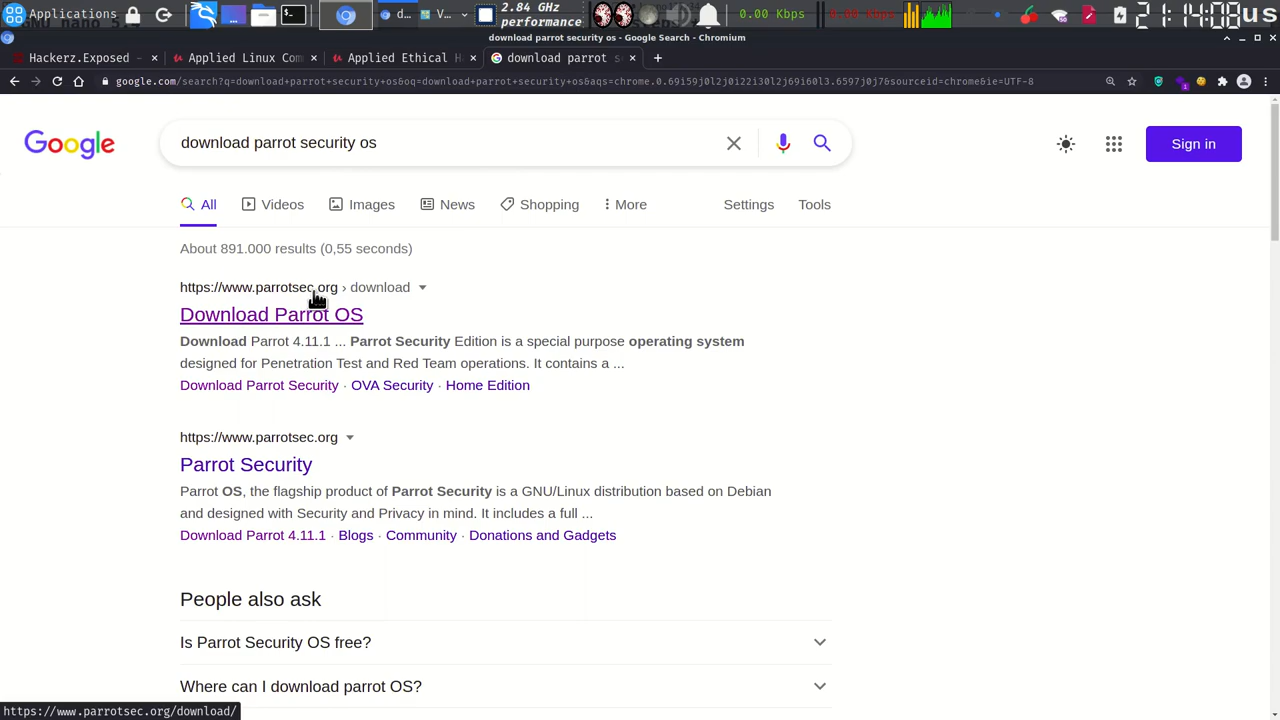 Applications
d...
V...
2.84 GHz
performance
0.00 Kbps
0.00 Kbps
21:14:08
us
download parrot security os - Google Search - Chromium
Hackerz.Exposed -
Applied Linux Com
Applied Ethical H
download parrot s
google.com/search?q=download+parrot+security+os&oq=download+parrot+security+os&aqs=chrome.0.69i59j0l2j0i22i30l2j69i60l3.6597j0j7&sourceid=chrome&ie=UTF-8
Google
download parrot security os
Sign in
All
Videos
Images
News
Shopping
More
Settings
Tools
About 891.000 results (0,55 seconds)
https://www.parrotsec.org › download
Download Parrot OS
Download Parrot 4.11.1 ... Parrot Security Edition is a special purpose operating system
designed for Penetration Test and Red Team operations. It contains a ...
Download Parrot Security · OVA Security · Home Edition
https://www.parrotsec.org
Parrot Security
Parrot OS, the flagship product of Parrot Security is a GNU/Linux distribution based on Debian
and designed with Security and Privacy in mind. It includes a full ...
Download Parrot 4.11.1 · Blogs · Community · Donations and Gadgets
People also ask
Is Parrot Security OS free?
Where can I download parrot OS?
https://www.parrotsec.org/download/